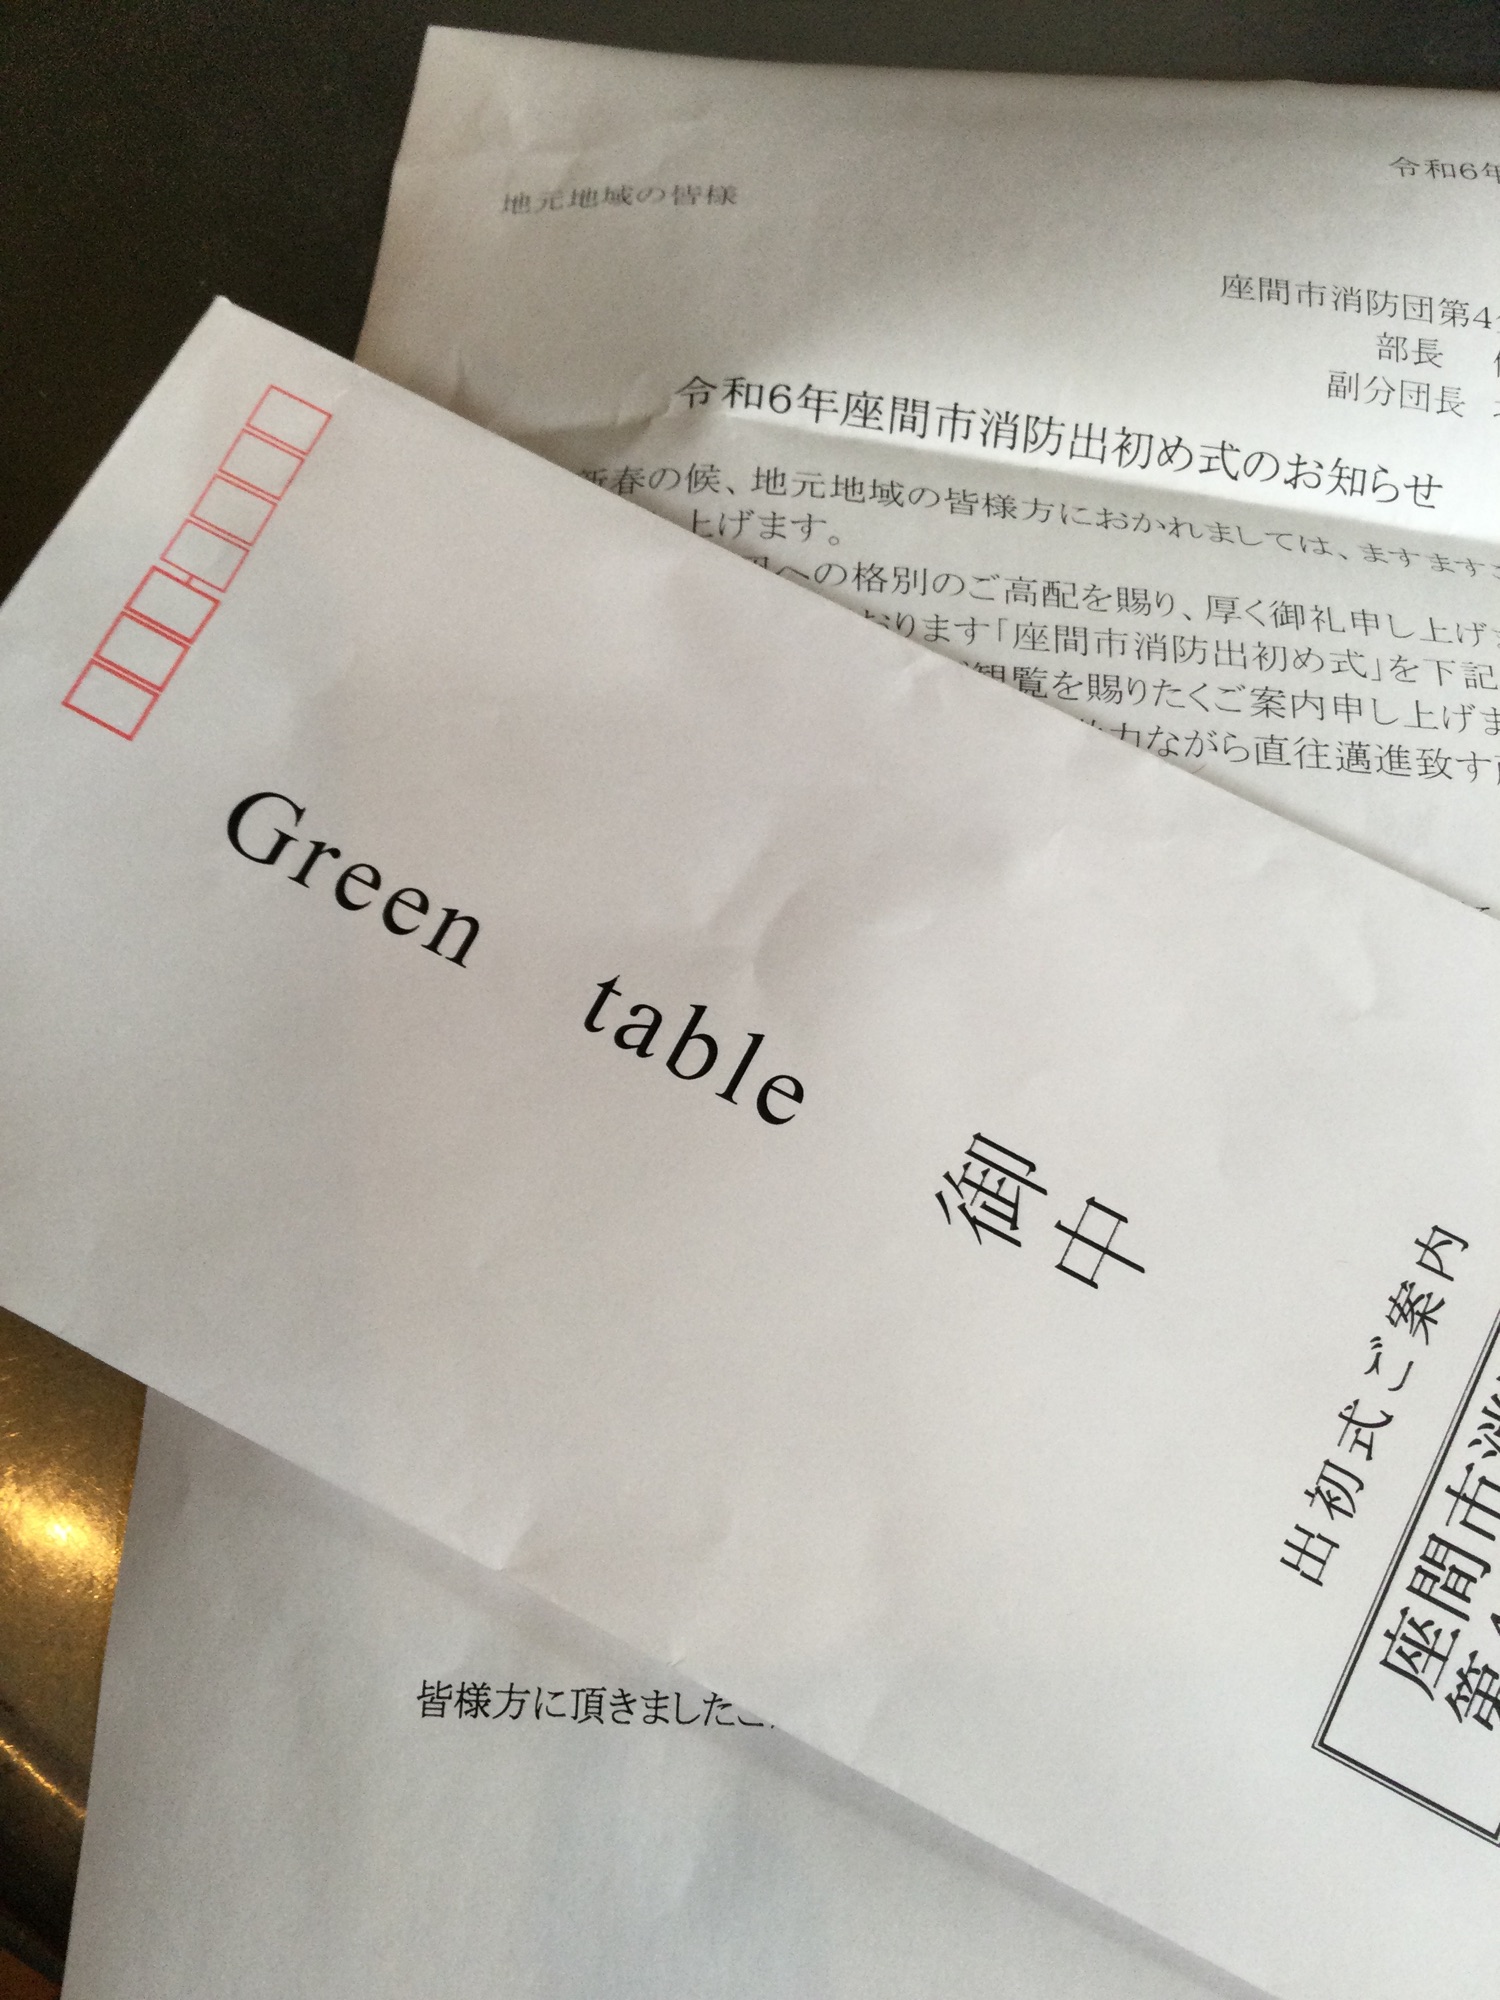 令和6年
地元地域の皆様
座間市消防団第4
部長
副分団長
令和6年座間市消防出初め式のお知らせ
新春の候、地元地域の皆様方におかれましては、ますます
上げます。
への格別のご高配を賜り、厚く御礼申し上げ
おります「座間市消防出初め式」を下記
観覧を賜りたくご案内申し上げ
ながら直往邁進致す
Green table 御中
出初式ご案内
座間市消
第
皆様方に頂きました